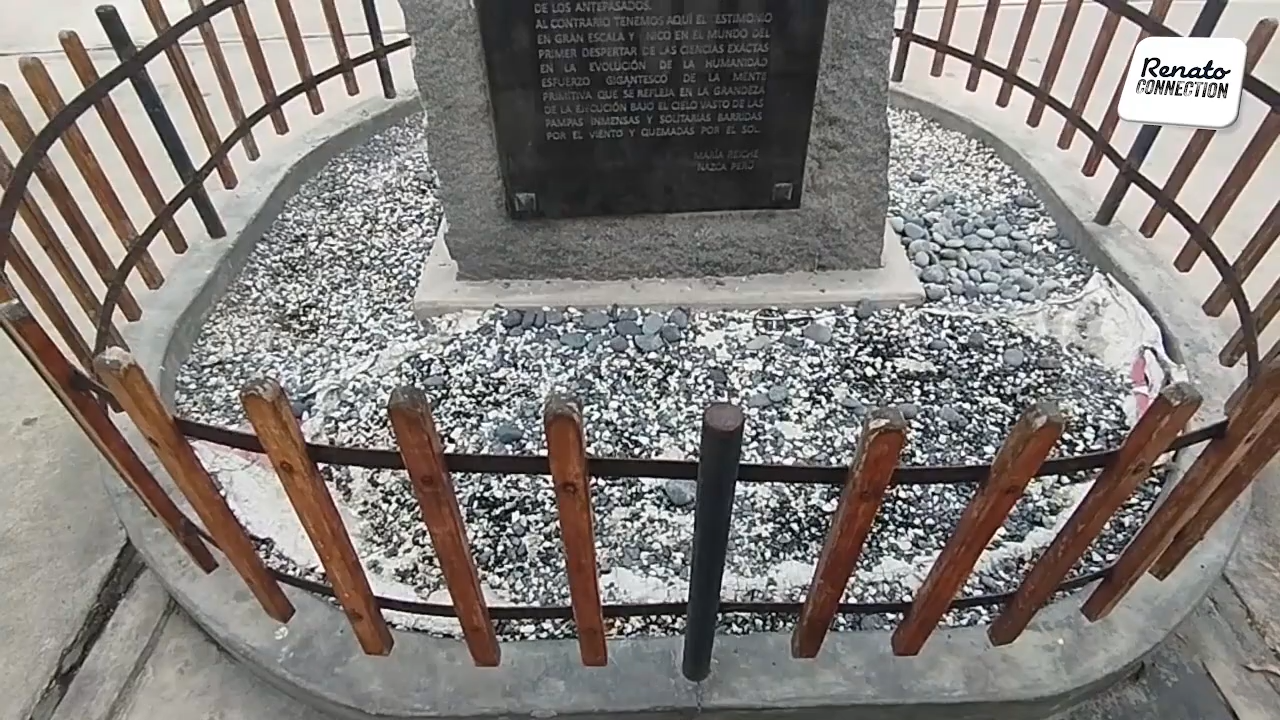 DE LOS ANTEPASADOS.
AL CONTRARIO TENEMOS AQUÍ EL TESTIMONIO
EN GRAN ESCALA Y UNICO EN EL MUNDO DEL
PRIMER DESPERTAR DE LAS CIENCIAS EXACTAS
EN LA EVOLUCIÓN DE LA HUMANIDAD
ESFUERZO GIGANTESCO DE LA MENTE
PRIMITIVA QUE SE REFLEJA EN LA GRANDEZA
DE LA EJECUCIÓN BAJO EL CIELO VASTO DE LAS
PAMPAS INMENSAS Y SOLITARIAS BARRIDAS
POR EL VIENTO Y QUEMADAS POR EL SOL.
MARÍA REICHE
NAZCA PERÚ
Renato
CONNECTION